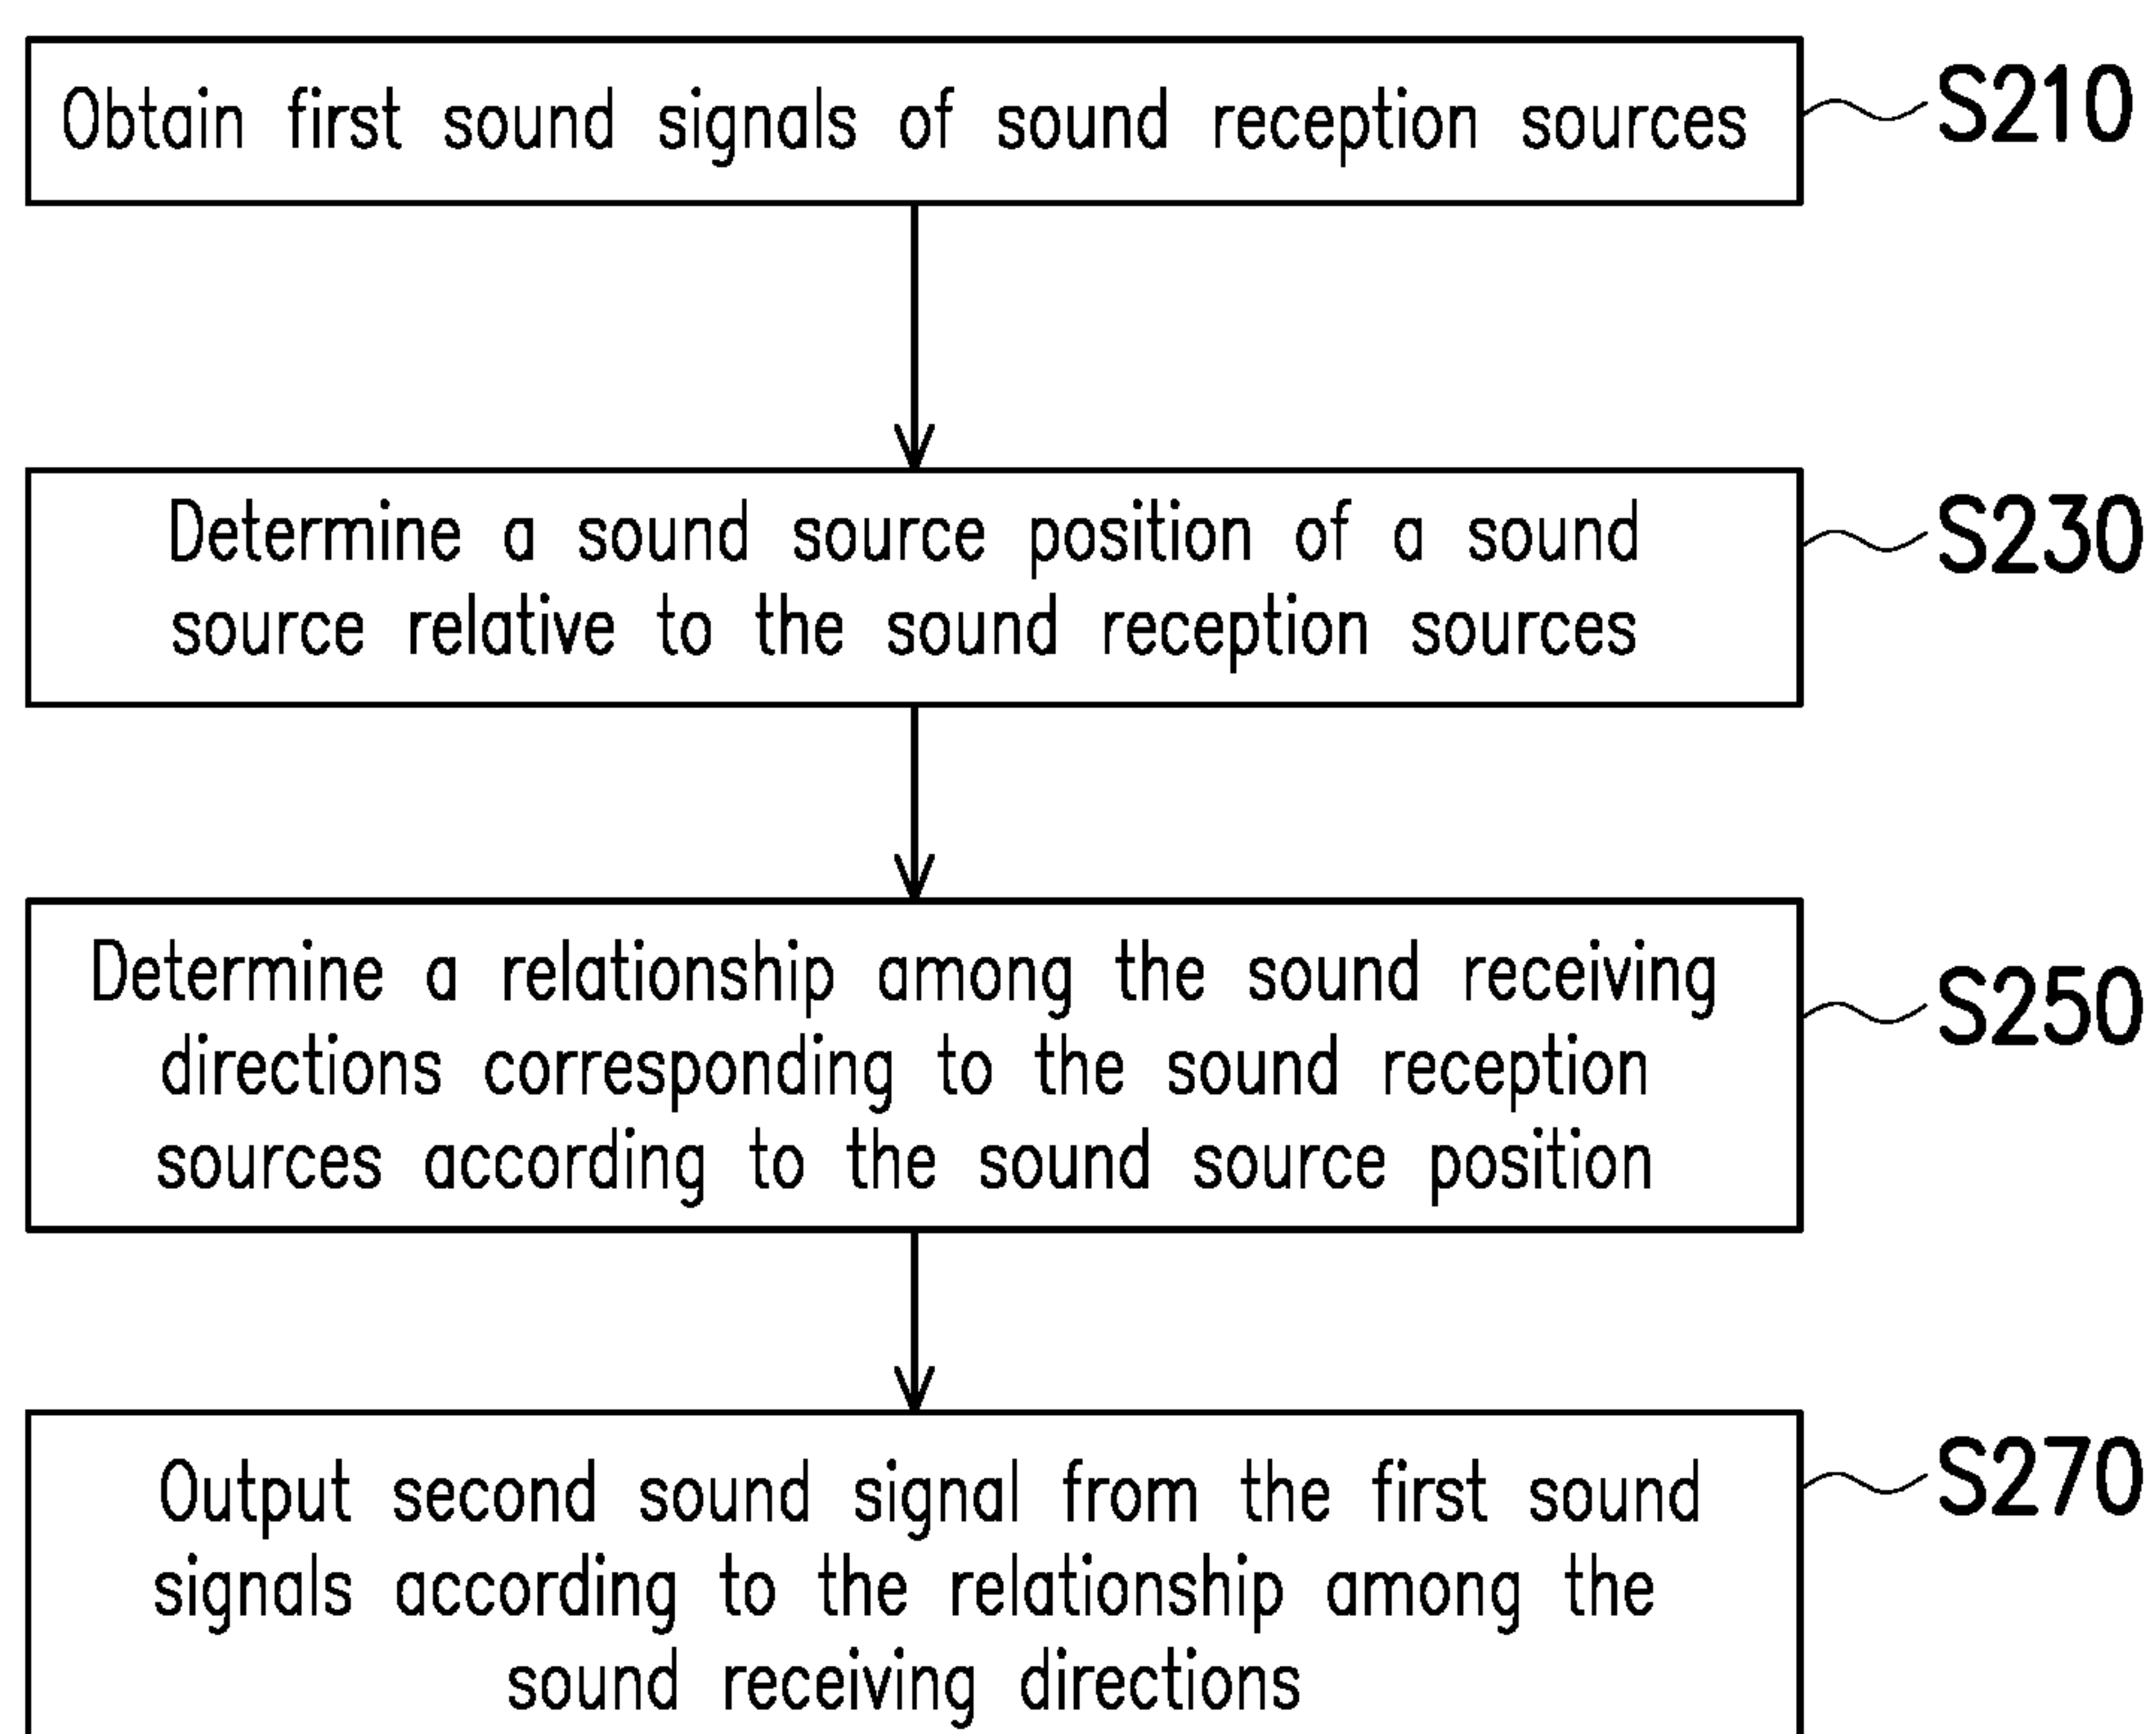 Obtain first sound signals of sound reception sources
S210
Determine a sound source position of a sound
source relative to the sound reception sources
S230
Determine a relationship among the sound receiving
directions corresponding to the sound reception
sources according to the sound source position
S250
Output second sound signal from the first sound
signals according to the relationship among the
sound receiving directions
S270